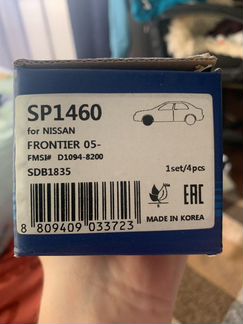 SP1460
for NISSAN
FRONTIER 05-
FMSI# D1094-8200
SDB1835
1set/4pcs
EAC
MADE IN KOREA
8 809409 033723